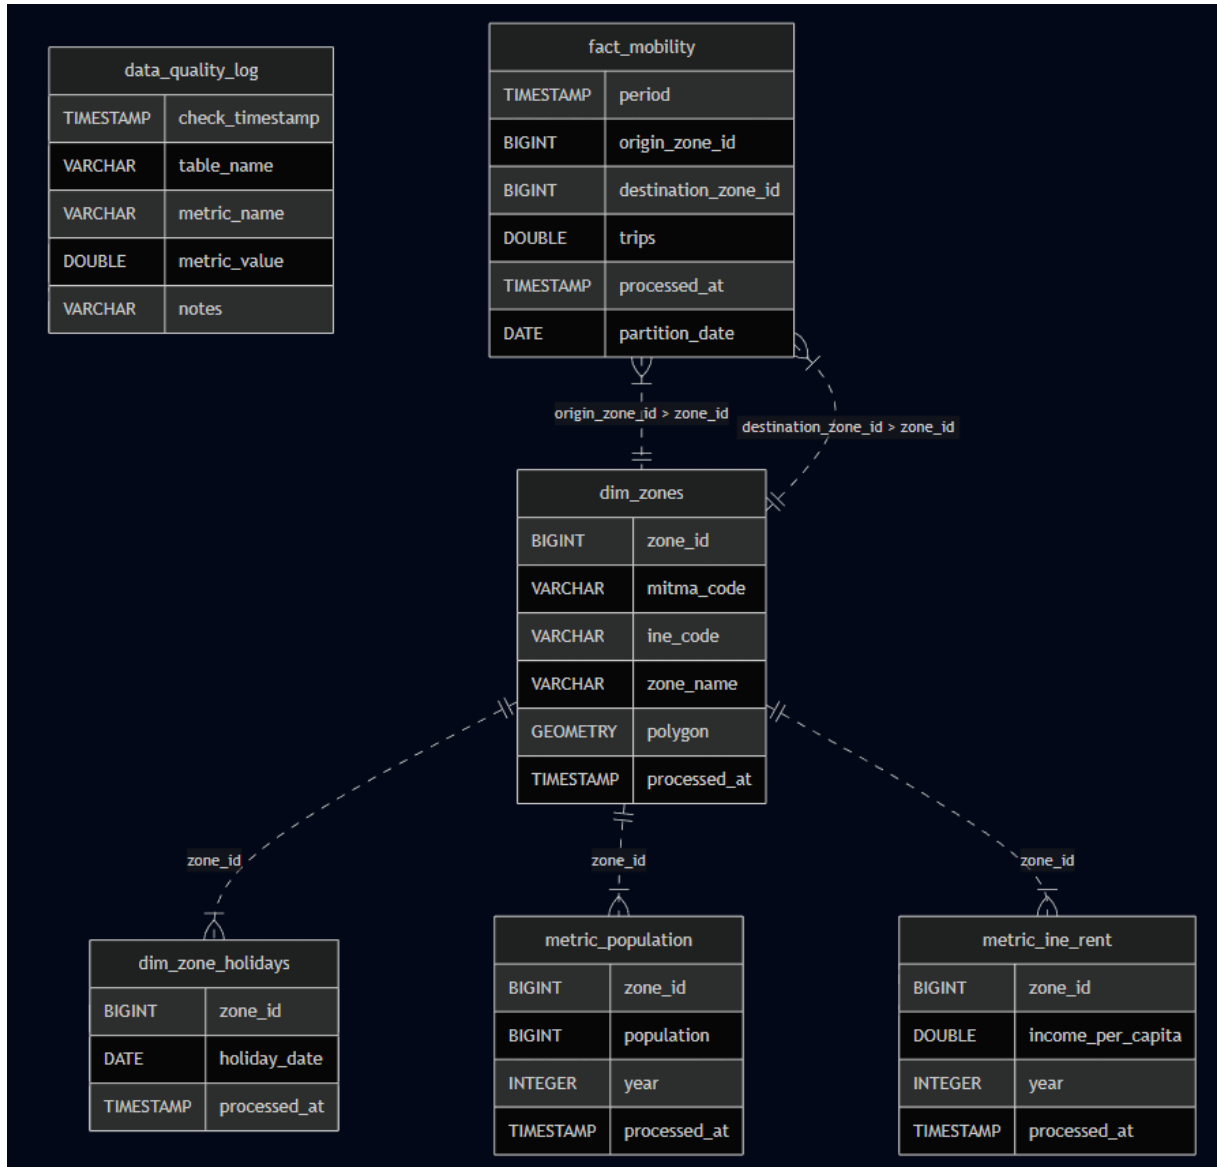 data_quality_log
TIMESTAMP check_timestamp
VARCHAR table_name
VARCHAR metric_name
DOUBLE metric_value
VARCHAR notes
fact_mobility
TIMESTAMP period
BIGINT origin_zone_id
BIGINT destination_zone_id
DOUBLE trips
TIMESTAMP processed_at
DATE partition_date
origin_zone_id > zone_id
destination_zone_id > zone_id
dim_zones
BIGINT zone_id
VARCHAR mitma_code
VARCHAR ine_code
VARCHAR zone_name
GEOMETRY polygon
TIMESTAMP processed_at
zone_id
zone_id
zone_id
dim_zone_holidays
BIGINT zone_id
DATE holiday_date
TIMESTAMP processed_at
metric_population
BIGINT zone_id
BIGINT population
INTEGER year
TIMESTAMP processed_at
metric_ine_rent
BIGINT zone_id
DOUBLE income_per_capita
INTEGER year
TIMESTAMP processed_at